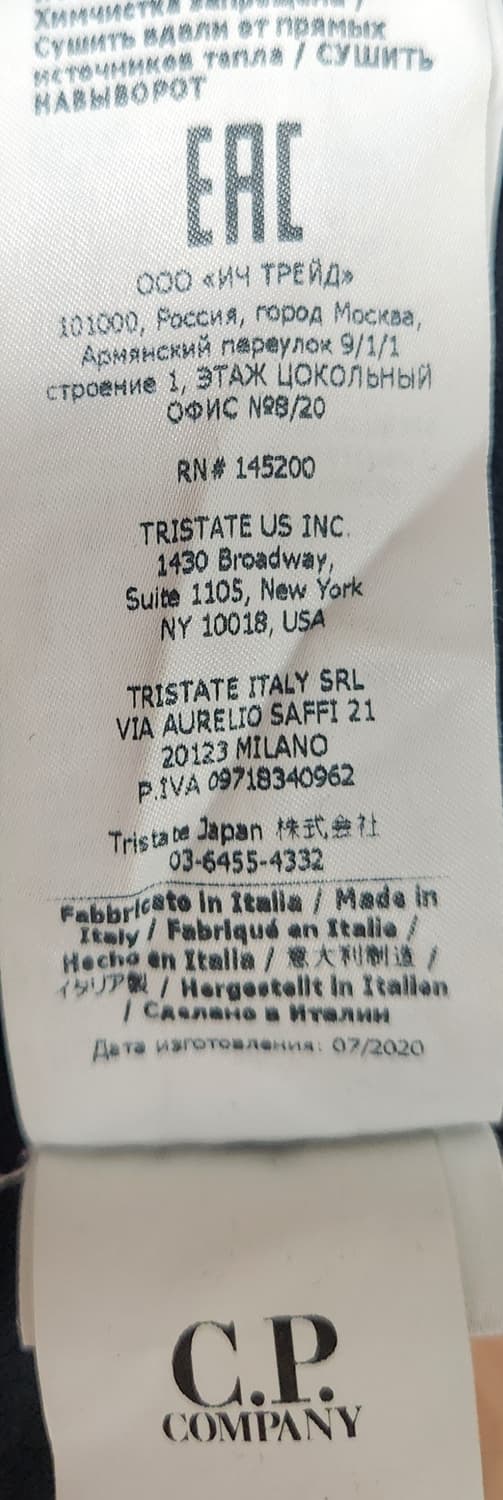 Химчистка запрещена /
Сушить вдали от прямых
источников тепла / СУШИТЬ
НАВЫВОРОТ
EAC
ООО «ИЧ ТРЕЙД»
101000, Россия, город Москва,
Армянский переулок 9/1/1
строение 1, ЭТАЖ ЦОКОЛЬНЫЙ
ОФИС №8/20
RN# 145200
TRISTATE US INC.
1430 Broadway,
Suite 1105, New York
NY 10018, USA
TRISTATE ITALY SRL
VIA AURELIO SAFFI 21
20123 MILANO
P.IVA 09718340962
Tristate Japan 株式会社
03-6455-4332
Fabbricato in Italia / Made in
Italy / Fabriqué en Italie /
Hecho en Italia / 意大利制造 /
イタリア製 / Hergestellt in Italien
/ Сделано в Италии
Дата изготовления: 07/2020
C.P.
COMPANY